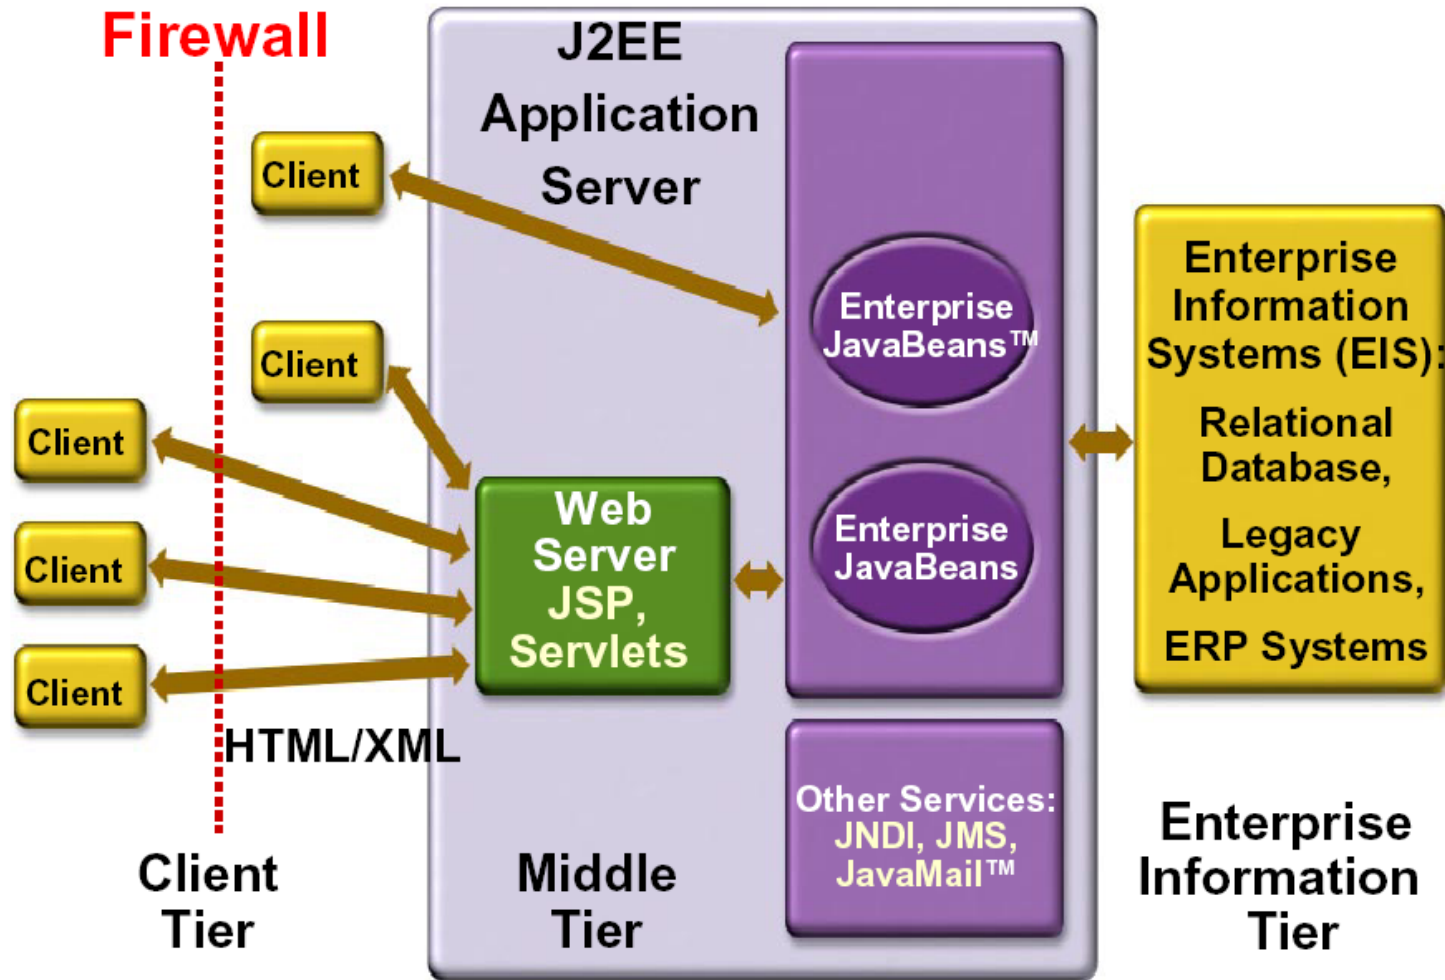 Firewall
J2EE
Application
Server
Client
Client
Client
Client
Client
HTML/XML
Web
Server
JSP,
Servlets
Enterprise
JavaBeans™
Enterprise
JavaBeans
Other Services:
JNDI, JMS,
JavaMail™
Enterprise
Information
Systems (EIS):
Relational
Database,
Legacy
Applications,
ERP Systems
Client
Tier
Middle
Tier
Enterprise
Information
Tier